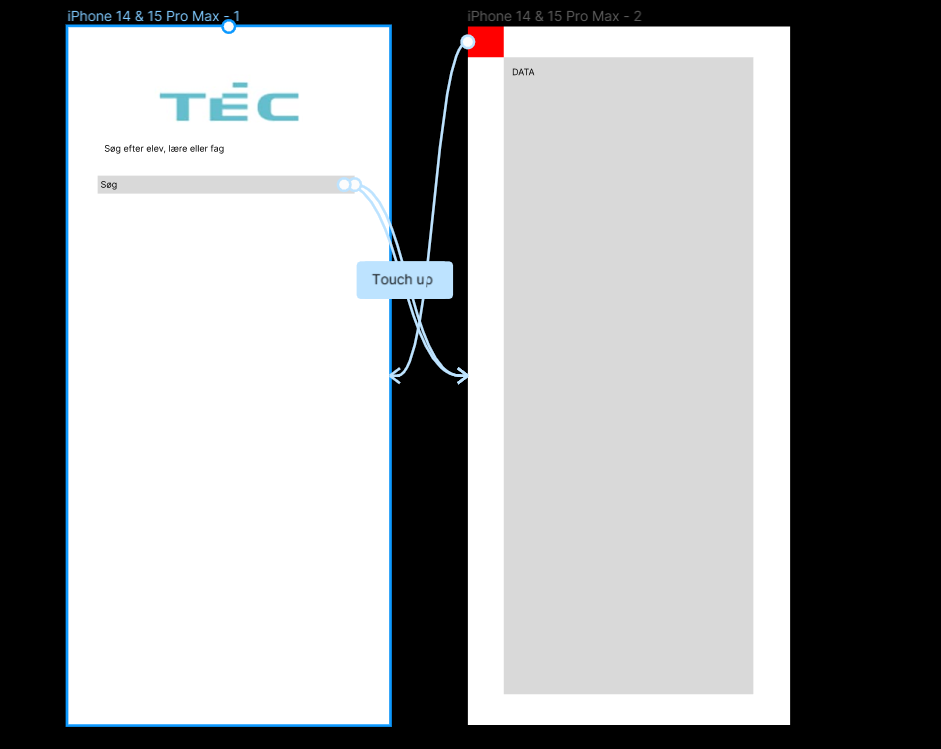 iPhone 14 & 15 Pro Max - 1
TÉC
Søg efter elev, lære eller fag
Søg
Touch up
iPhone 14 & 15 Pro Max - 2
DATA